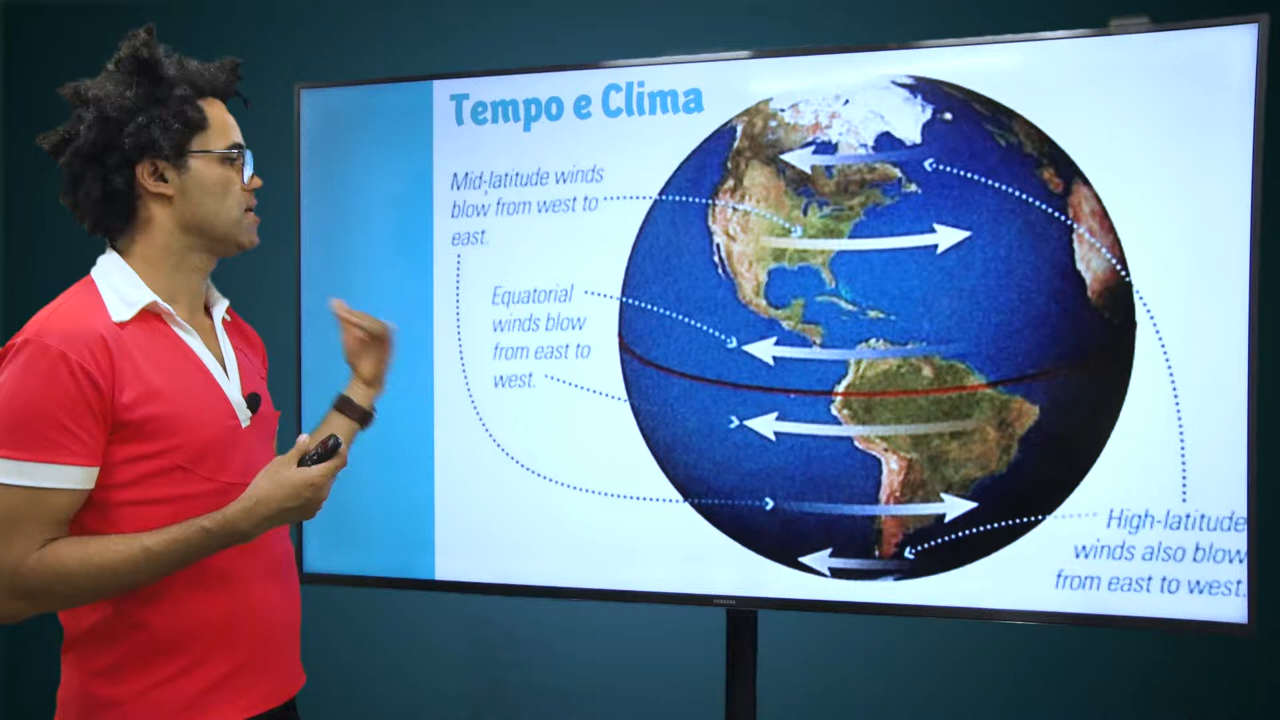 Tempo e Clima
Mid-latitude winds
blow from west to
east.
Equatorial
winds blow
from east to
west.
High-latitude
winds also blow
from east to west.
SAMSUNG